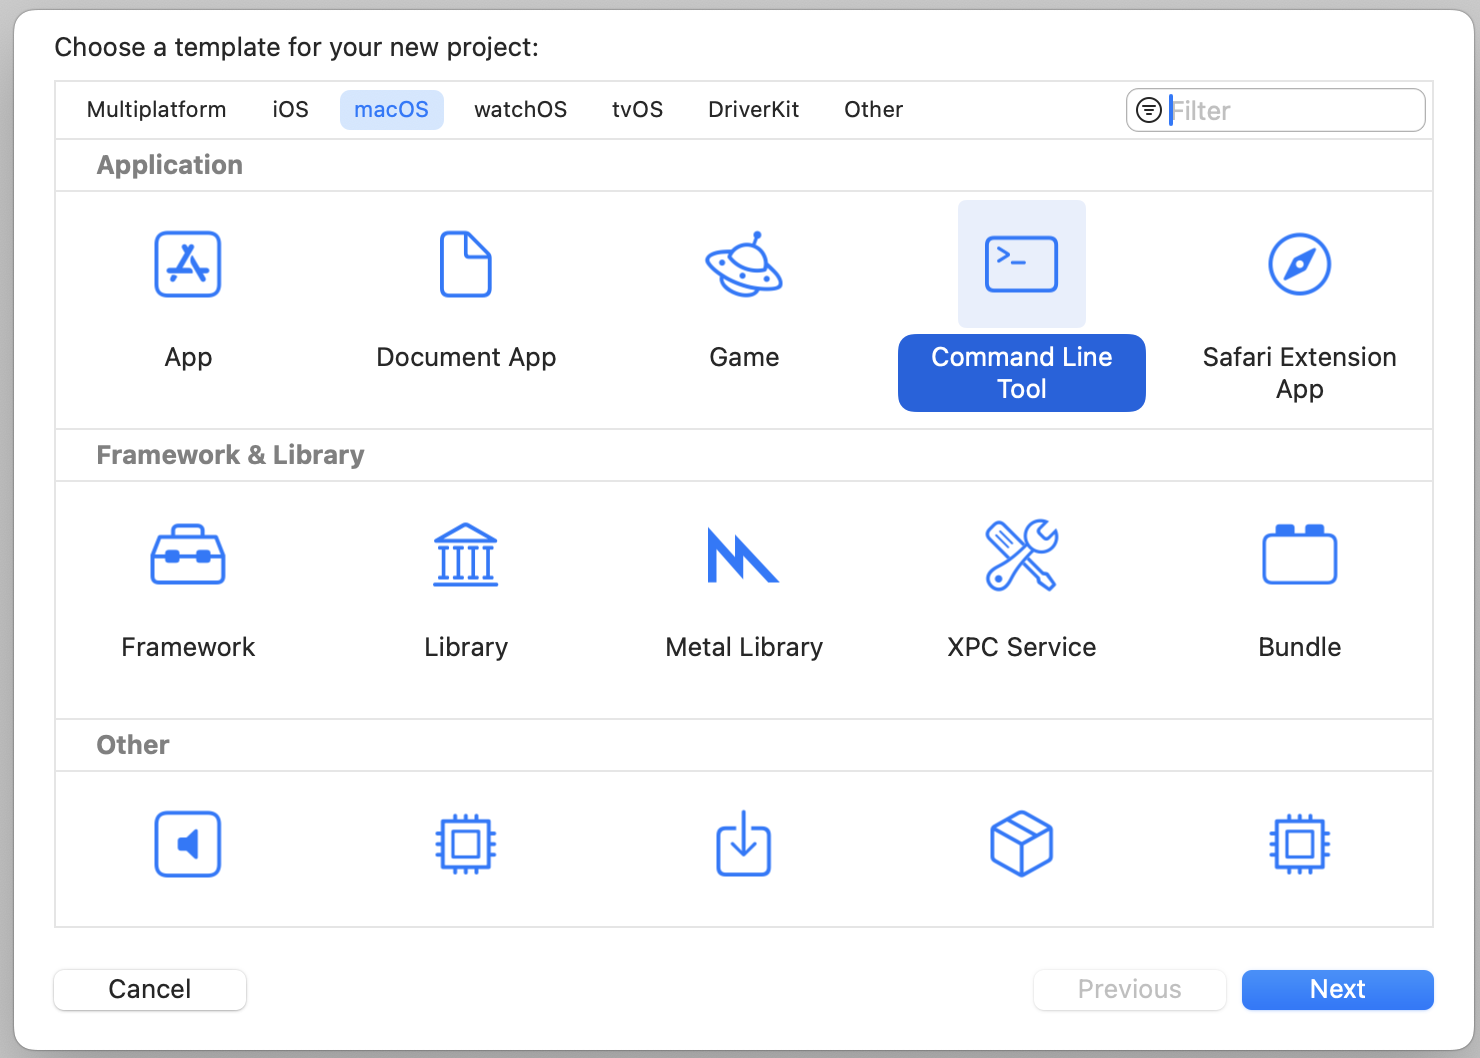 Choose a template for your new project:
Multiplatform iOS macOS watchOS tvOS DriverKit Other Filter
Application
App Document App Game Command Line Tool Safari Extension App
Framework & Library
Framework Library Metal Library XPC Service Bundle
Other
Cancel Previous Next